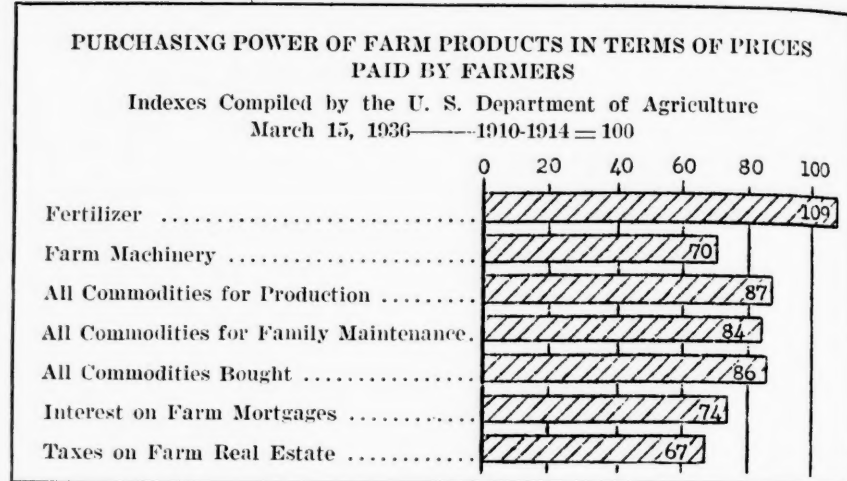 PURCHASING POWER OF FARM PRODUCTS IN TERMS OF PRICES
PAID BY FARMERS
Indexes Compiled by the U. S. Department of Agriculture
March 15, 1936——1910-1914 = 100
0 20 40 60 80 100
Fertilizer ............................ 109
Farm Machinery ...................... 70
All Commodities for Production ......... 87
All Commodities for Family Maintenance. 84
All Commodities Bought ................ 86
Interest on Farm Mortgages ............ 74
Taxes on Farm Real Estate ............. 67